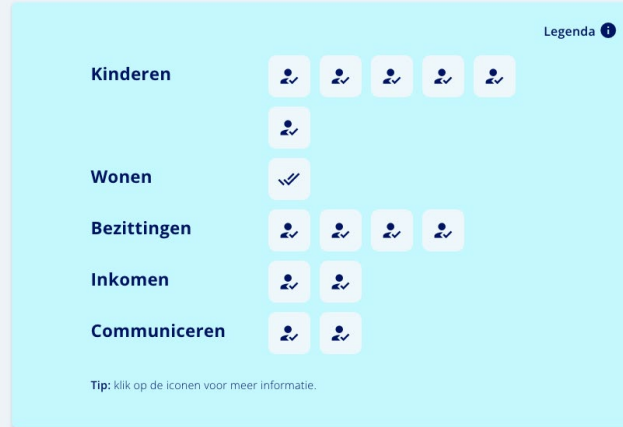 Legenda
Kinderen
Wonen
Bezittingen
Inkomen
Communiceren
Tip: klik op de iconen voor meer informatie.